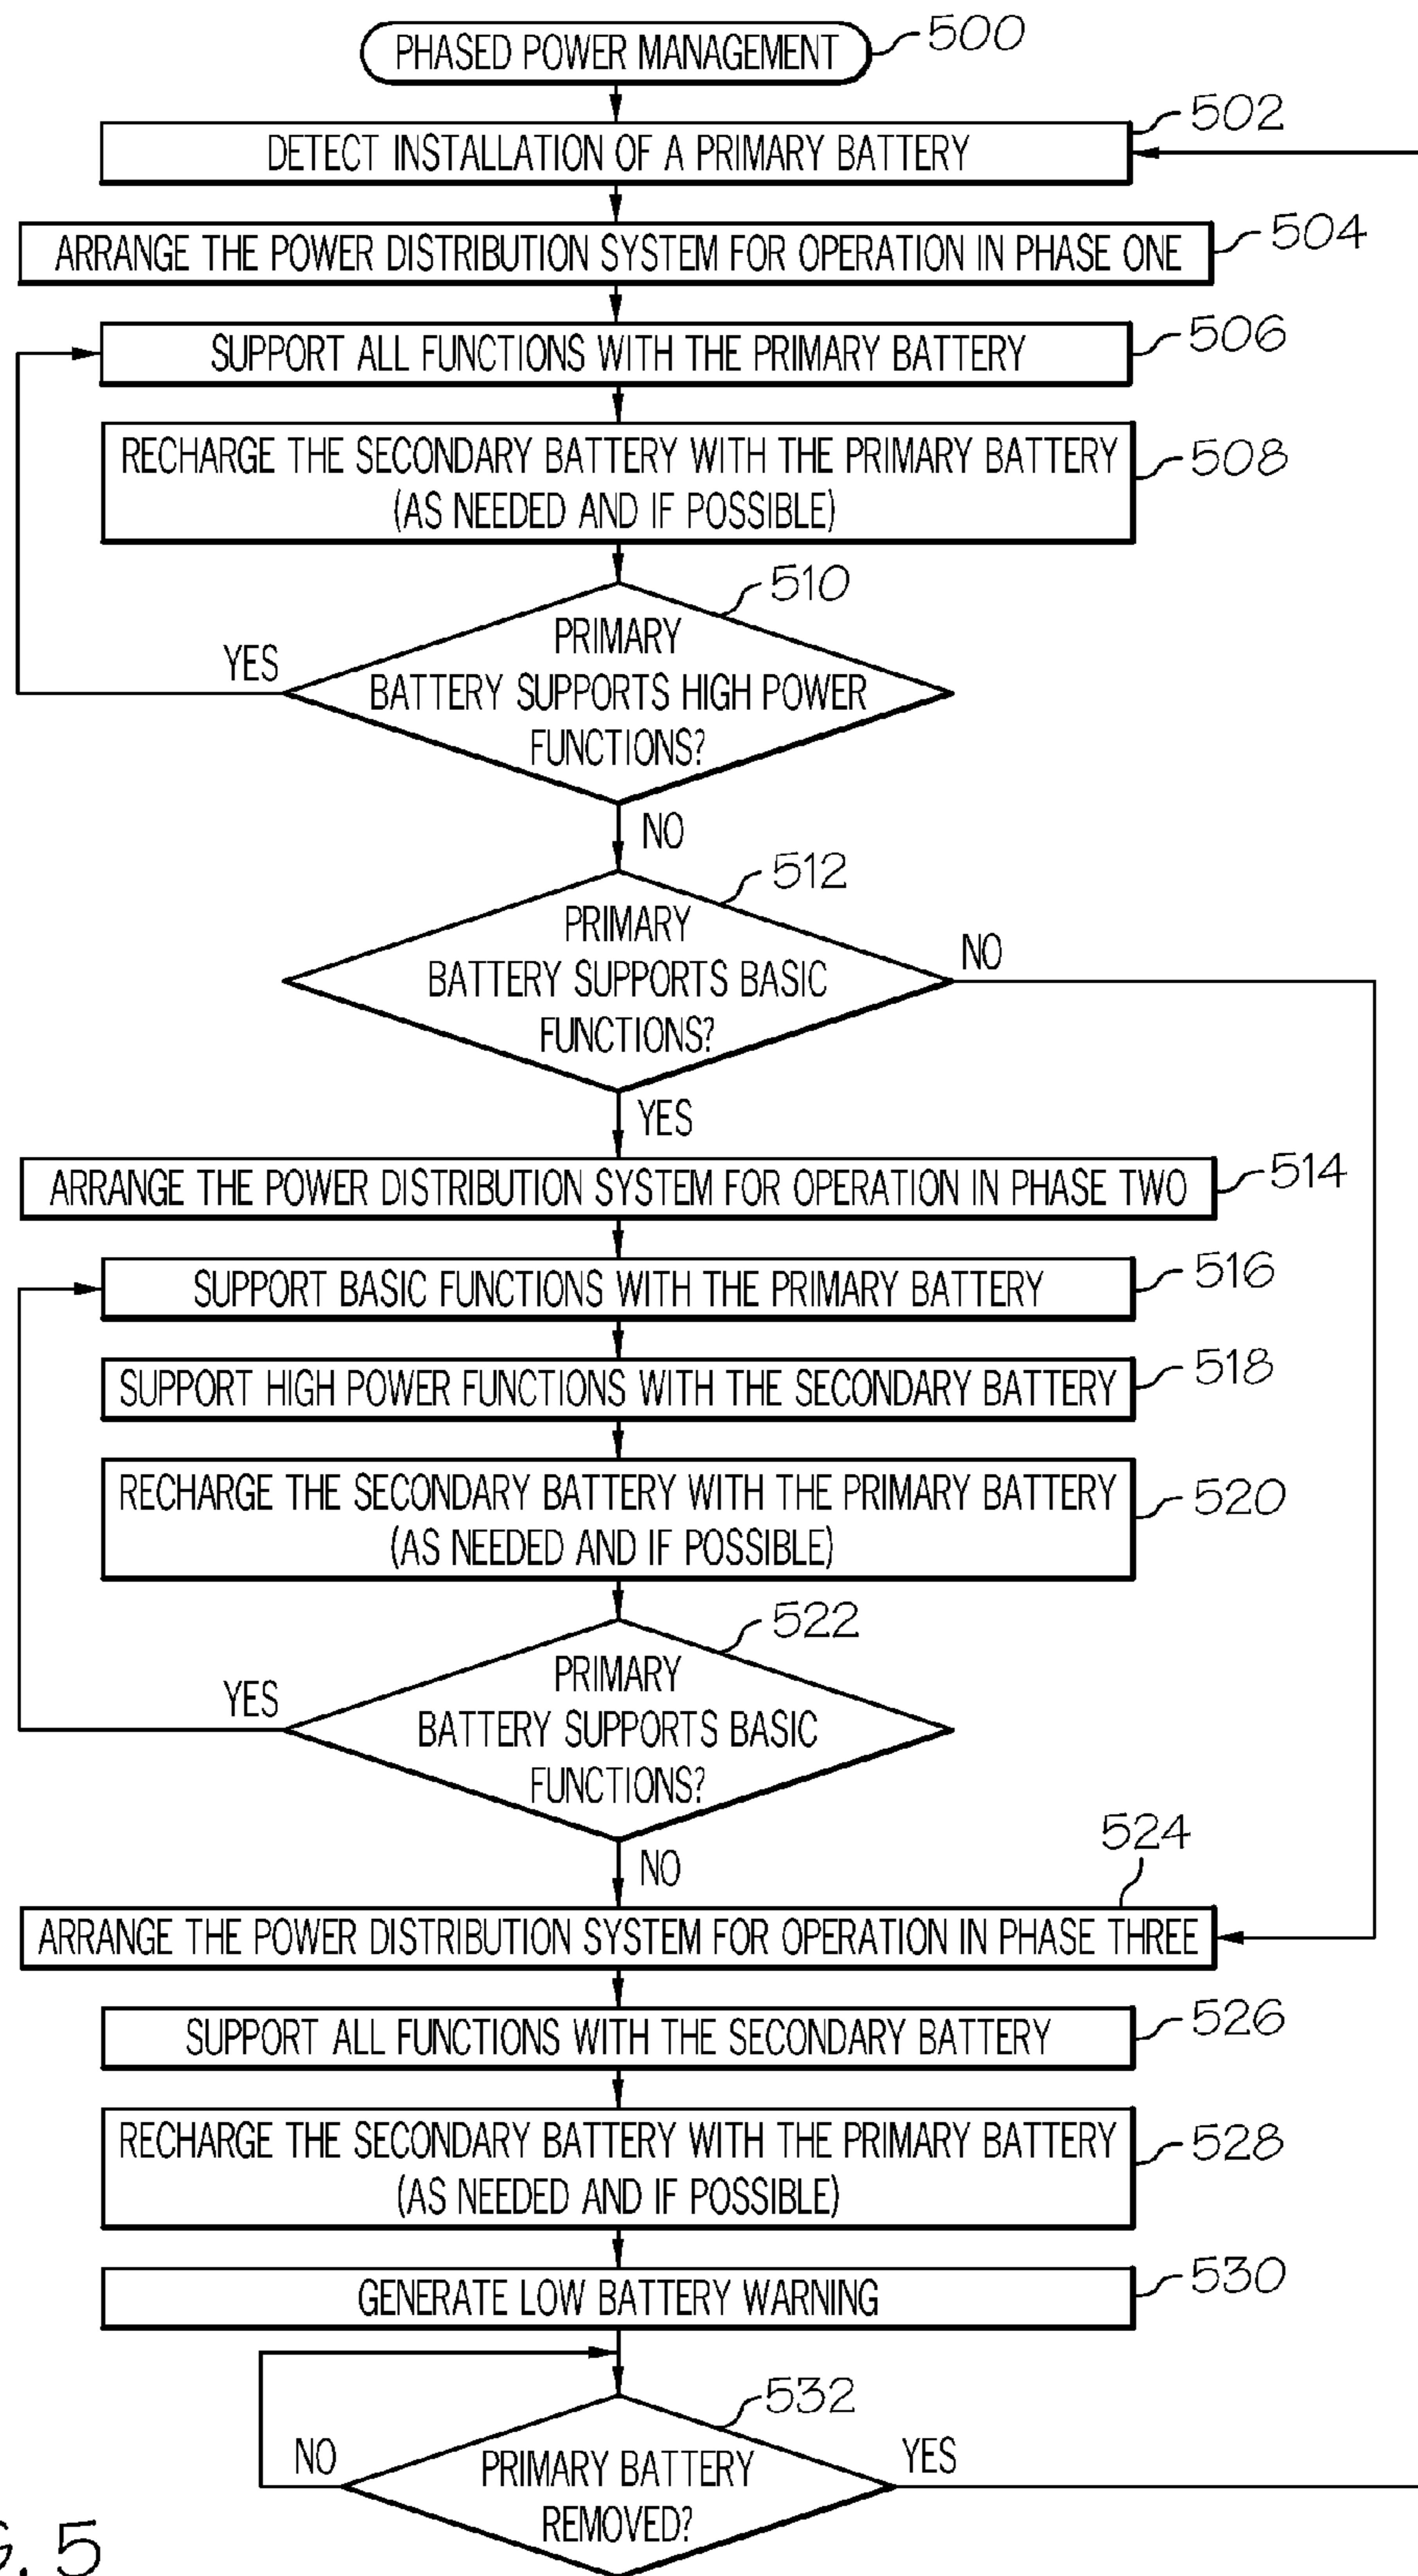 PHASED POWER MANAGEMENT
500
DETECT INSTALLATION OF A PRIMARY BATTERY
502
ARRANGE THE POWER DISTRIBUTION SYSTEM FOR OPERATION IN PHASE ONE
504
SUPPORT ALL FUNCTIONS WITH THE PRIMARY BATTERY
506
RECHARGE THE SECONDARY BATTERY WITH THE PRIMARY BATTERY
(AS NEEDED AND IF POSSIBLE)
508
510
PRIMARY
BATTERY SUPPORTS HIGH POWER
FUNCTIONS?
YES
NO
512
PRIMARY
BATTERY SUPPORTS BASIC
FUNCTIONS?
NO
YES
ARRANGE THE POWER DISTRIBUTION SYSTEM FOR OPERATION IN PHASE TWO
514
SUPPORT BASIC FUNCTIONS WITH THE PRIMARY BATTERY
516
SUPPORT HIGH POWER FUNCTIONS WITH THE SECONDARY BATTERY
518
RECHARGE THE SECONDARY BATTERY WITH THE PRIMARY BATTERY
(AS NEEDED AND IF POSSIBLE)
520
522
PRIMARY
BATTERY SUPPORTS BASIC
FUNCTIONS?
YES
NO
524
ARRANGE THE POWER DISTRIBUTION SYSTEM FOR OPERATION IN PHASE THREE
SUPPORT ALL FUNCTIONS WITH THE SECONDARY BATTERY
526
RECHARGE THE SECONDARY BATTERY WITH THE PRIMARY BATTERY
(AS NEEDED AND IF POSSIBLE)
528
GENERATE LOW BATTERY WARNING
530
532
PRIMARY BATTERY
REMOVED?
NO
YES
G. 5